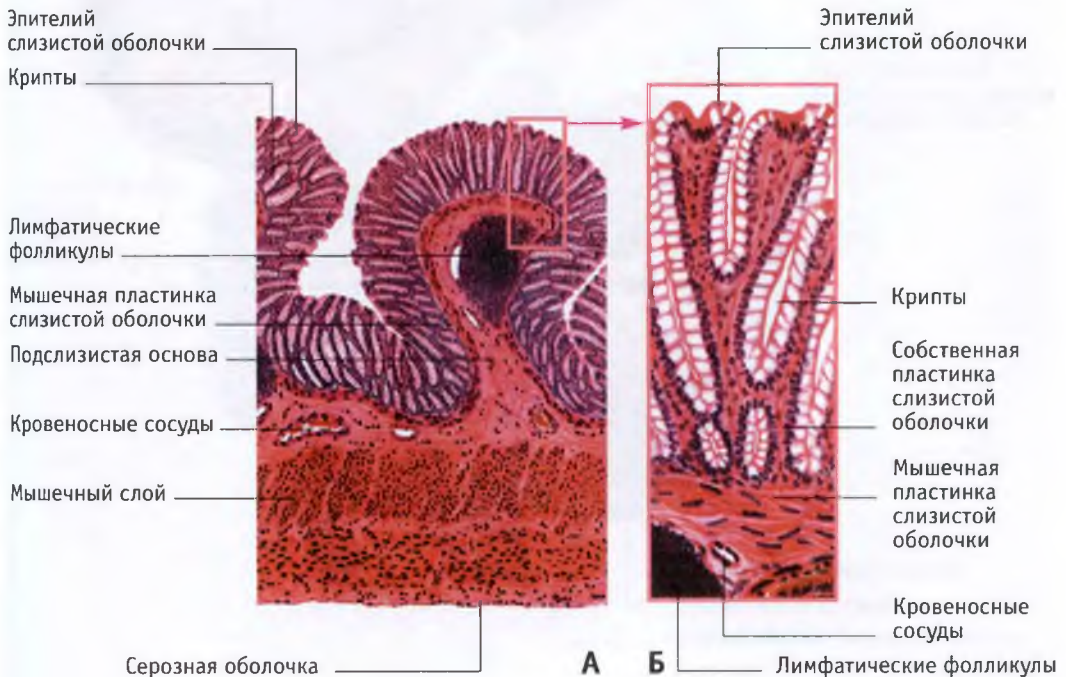 Эпителий
слизистой оболочки
Крипты
Лимфатические
фолликулы
Мышечная пластинка
слизистой оболочки
Подслизистая основа
Кровеносные сосуды
Мышечный слой
Серозная оболочка
А
Б
Эпителий
слизистой оболочки
Крипты
Собственная
пластинка
слизистой
оболочки
Мышечная
пластинка
слизистой
оболочки
Кровеносные
сосуды
Лимфатические фолликулы